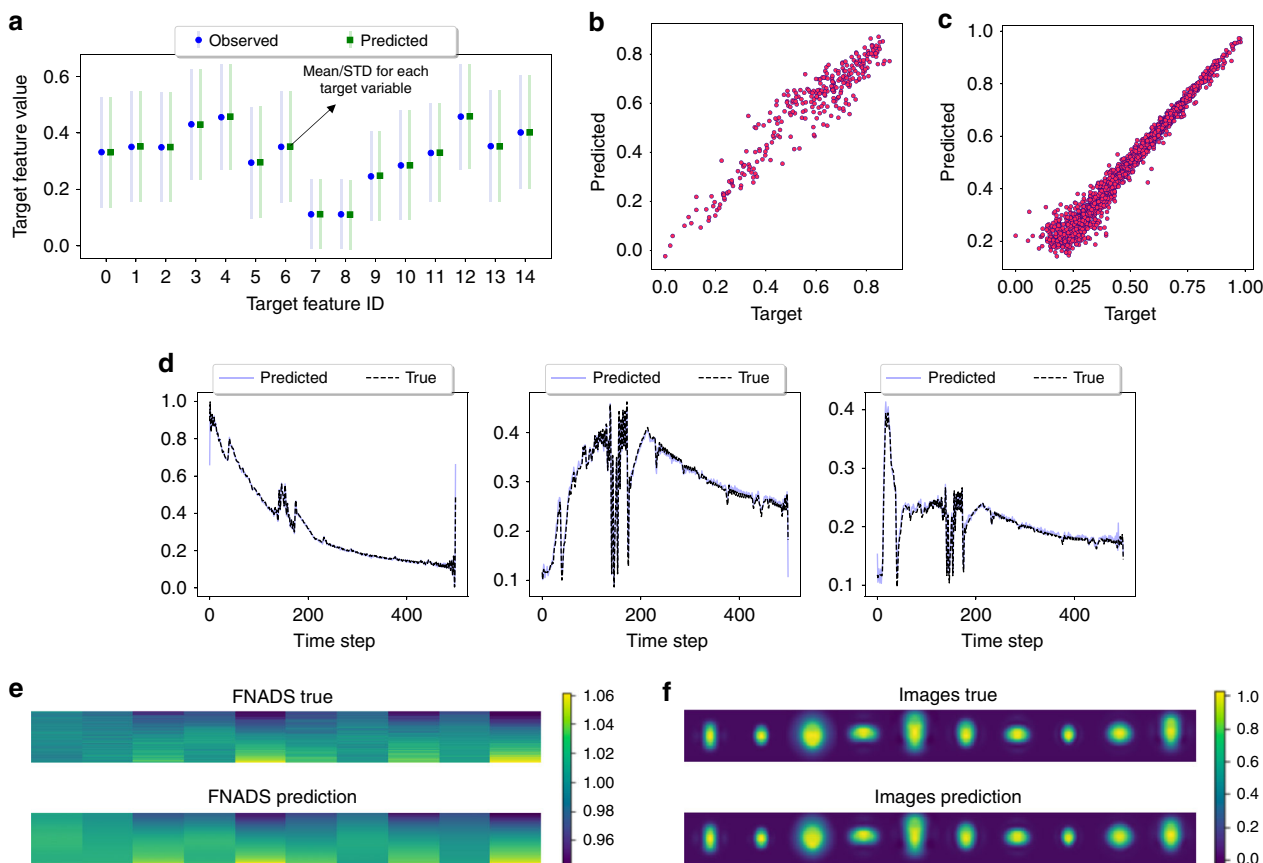 a
Observed
Predicted
Mean/STD for each
target variable
Target feature value
0.6
0.4
0.2
0.0
0 1 2 3 4 5 6 7 8 9 10 11 12 13 14
Target feature ID
b
Predicted
0.8
0.6
0.4
0.2
0.0
0.0 0.2 0.4 0.6 0.8
Target
c
Predicted
1.0
0.8
0.6
0.4
0.2
0.00 0.25 0.50 0.75 1.00
Target
d
Predicted True
1.0
0.8
0.6
0.4
0.2
0.0
0 200 400
Time step
Predicted True
0.4
0.3
0.2
0.1
0 200 400
Time step
Predicted True
0.4
0.3
0.2
0.1
0 200 400
Time step
e
FNADS true
FNADS prediction
1.06
1.04
1.02
1.00
0.98
0.96
f
Images true
Images prediction
1.0
0.8
0.6
0.4
0.2
0.0